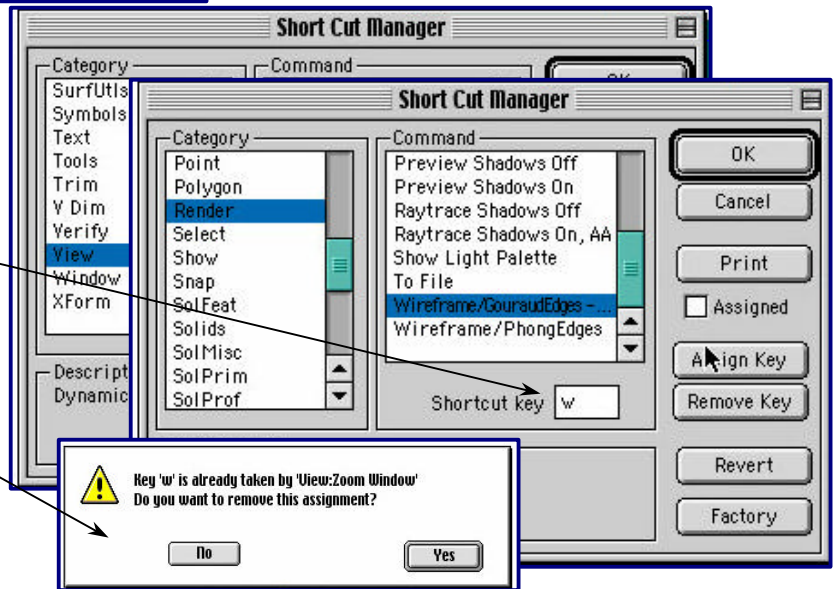 Short Cut Manager
Category
Command
SurfUtls
Symbols
Text
Tools
Trim
V Dim
Verify
View
Window
XForm
Descript
Dynamic
Short Cut Manager
Category
Point
Polygon
Render
Select
Show
Snap
SolFeat
Solids
SolMisc
SolPrim
SolProf
Command
Preview Shadows Off
Preview Shadows On
Raytrace Shadows Off
Raytrace Shadows On, AA
Show Light Palette
To File
Wireframe/GouraudEdges -...
Wireframe/PhongEdges
Shortcut key w
OK
Cancel
Print
Assigned
Key
Remove Key
Revert
Factory
Key 'w' is already taken by 'View:Zoom Window'
Do you want to remove this assignment?
No
Yes